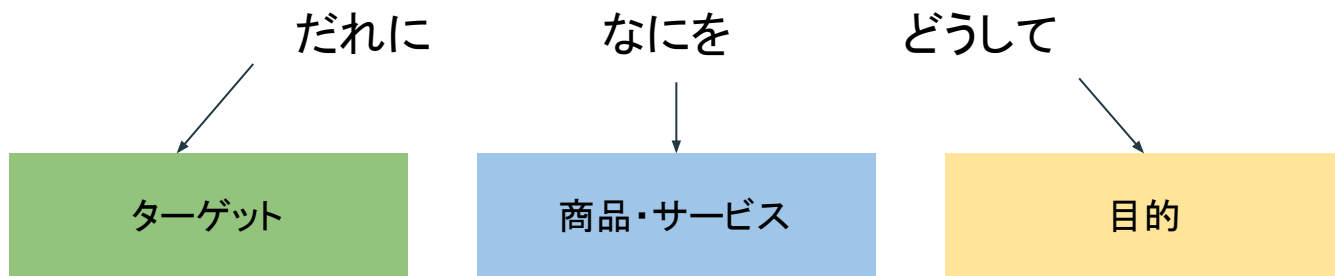 だれに なにを どうして
ターゲット 商品・サービス 目的